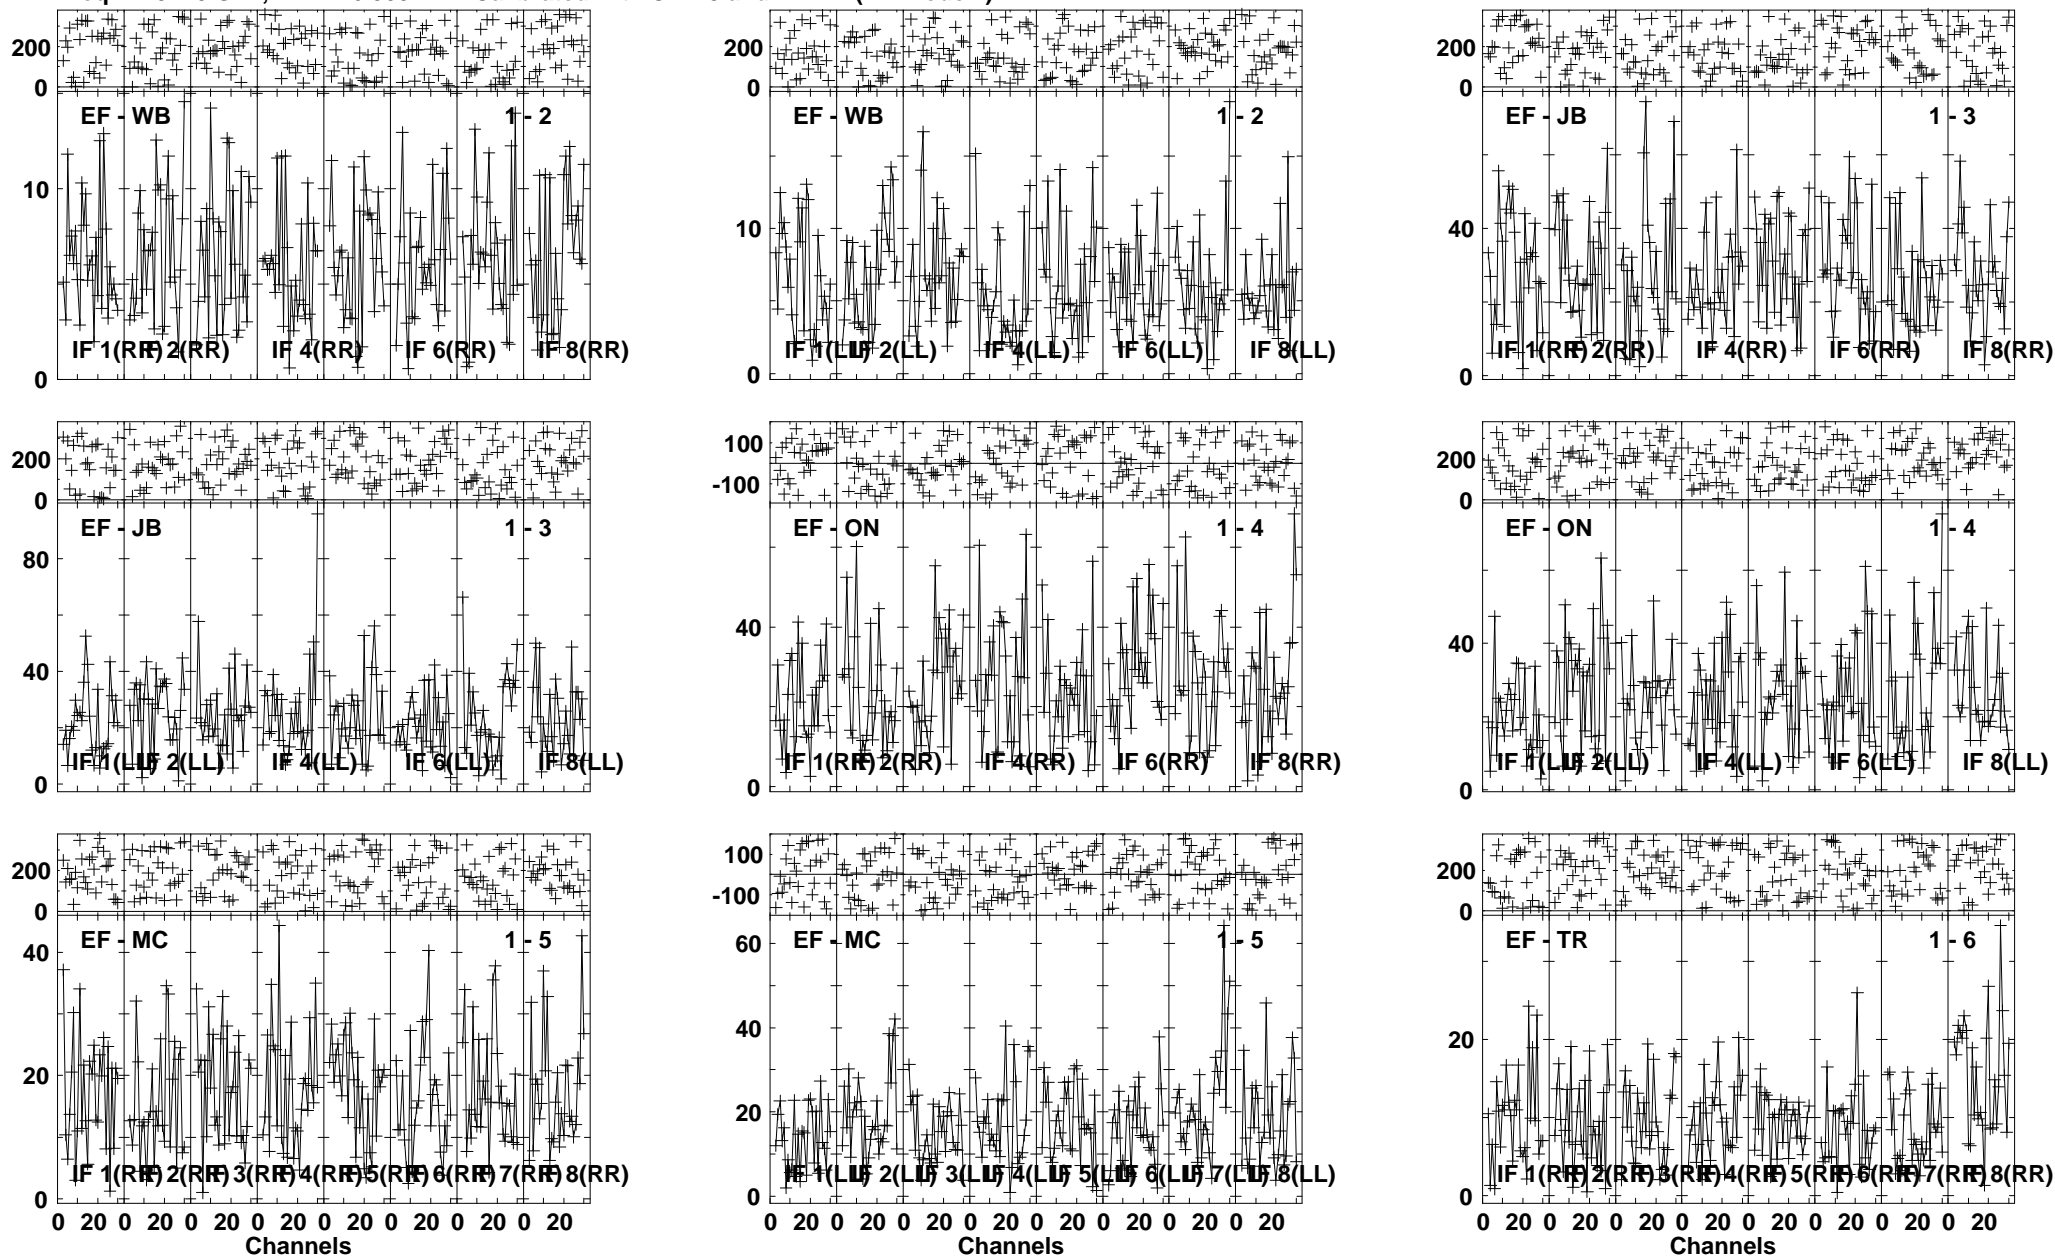 200
0
200
0
200
0
EF - WB
1 - 2
10
0
IF 1(RR)
IF 2(RR)
IF 4(RR)
IF 6(RR)
IF 8(RR)
EF - WB
1 - 2
10
0
IF 1(LL)
IF 2(LL)
IF 4(LL)
IF 6(LL)
IF 8(LL)
EF - JB
1 - 3
40
0
IF 1(RR)
IF 2(RR)
IF 4(RR)
IF 6(RR)
IF 8(RR)
200
0
100
-100
200
0
EF - JB
1 - 3
80
40
0
IF 1(LL)
IF 2(LL)
IF 4(LL)
IF 6(LL)
IF 8(LL)
EF - ON
1 - 4
40
0
IF 1(RR)
IF 2(RR)
IF 4(RR)
IF 6(RR)
IF 8(RR)
EF - ON
1 - 4
40
0
IF 1(LL)
IF 2(LL)
IF 4(LL)
IF 6(LL)
IF 8(LL)
200
0
100
-100
200
0
EF - MC
1 - 5
40
20
0
IF 1(RR)
IF 2(RR)
IF 3(RR)
IF 4(RR)
IF 5(RR)
IF 6(RR)
IF 7(RR)
IF 8(RR)
EF - MC
1 - 5
60
40
20
0
IF 1(LL)
IF 2(LL)
IF 3(LL)
IF 4(LL)
IF 5(LL)
IF 6(LL)
IF 7(LL)
IF 8(LL)
EF - TR
1 - 6
20
0
IF 1(RR)
IF 2(RR)
IF 3(RR)
IF 4(RR)
IF 5(RR)
IF 6(RR)
IF 7(RR)
IF 8(RR)
0 20 0 20 0 20 0 20 0 20 0 20 0 20 0 20
0 20 0 20 0 20 0 20 0 20 0 20 0 20 0 20
0 20 0 20 0 20 0 20 0 20 0 20 0 20 0 20
Channels
Channels
Channels